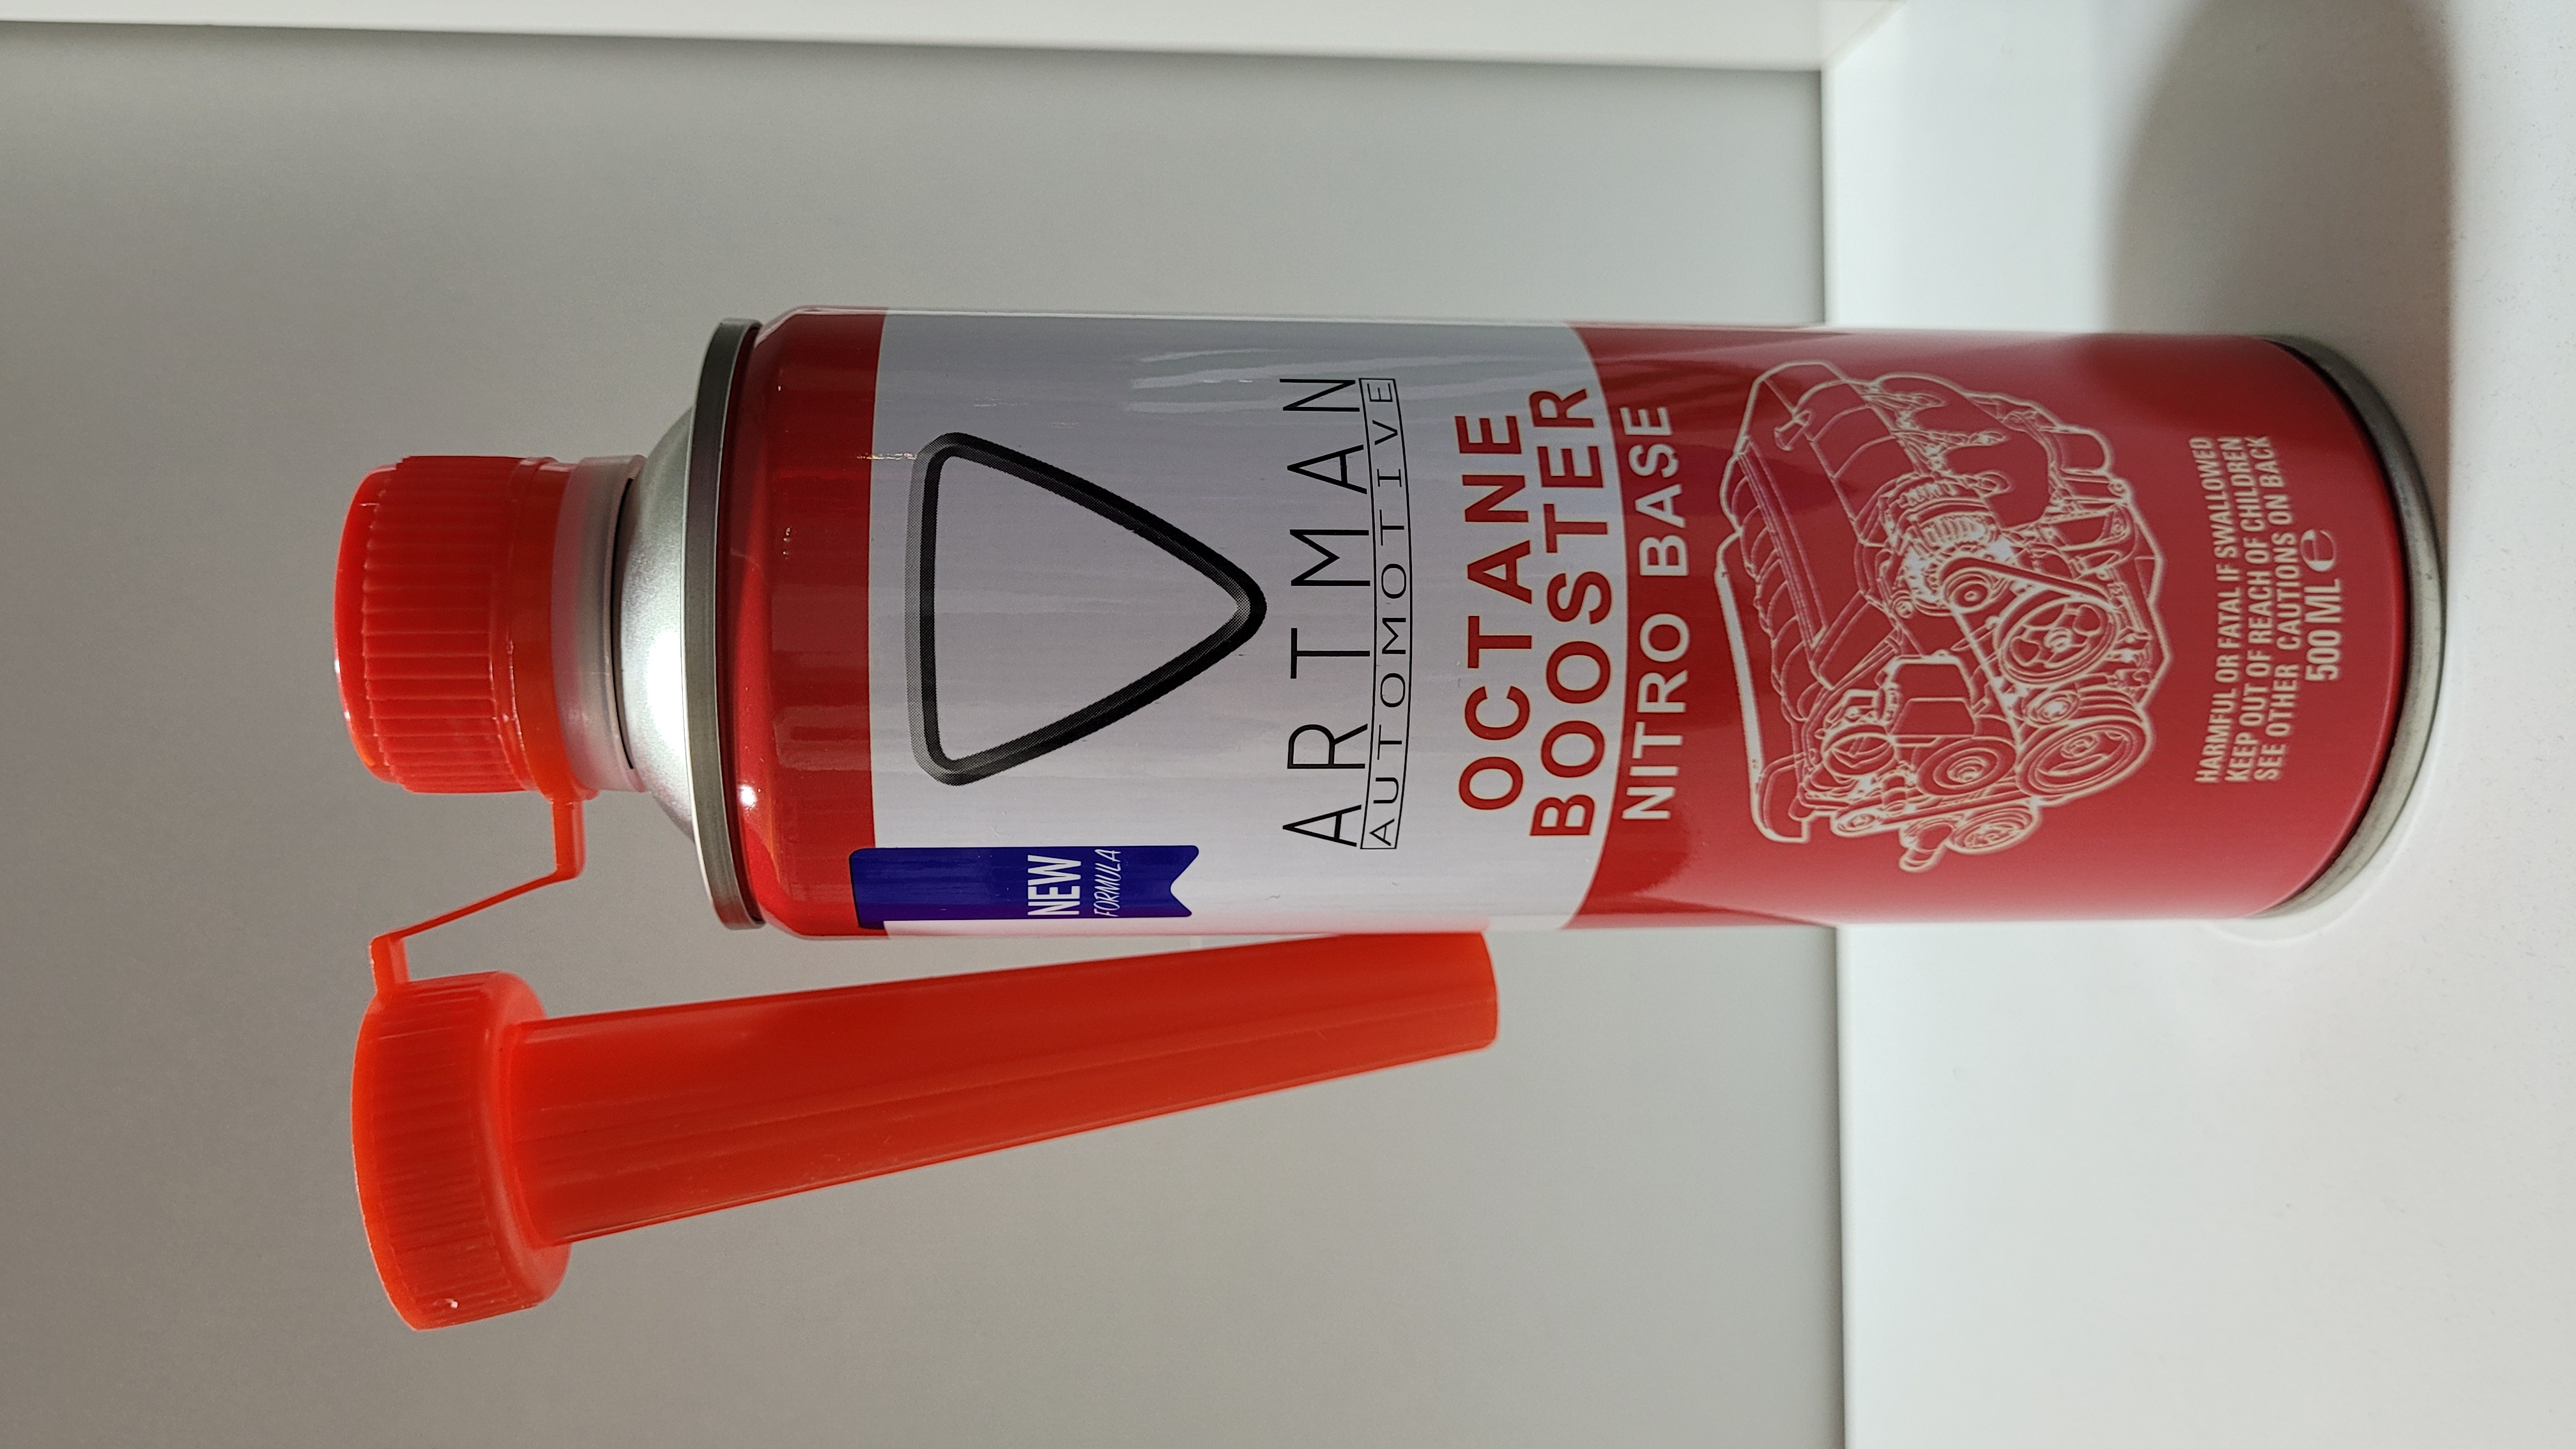 NEW
FORMULA
ARTMAN
AUTOMOTIVE
OCTANE
BOOSTER
NITRO BASE
HARMFUL OR FATAL IF SWALLOWED
KEEP OUT OF REACH OF CHILDREN
SEE OTHER CAUTIONS ON BACK
500 ML ℮